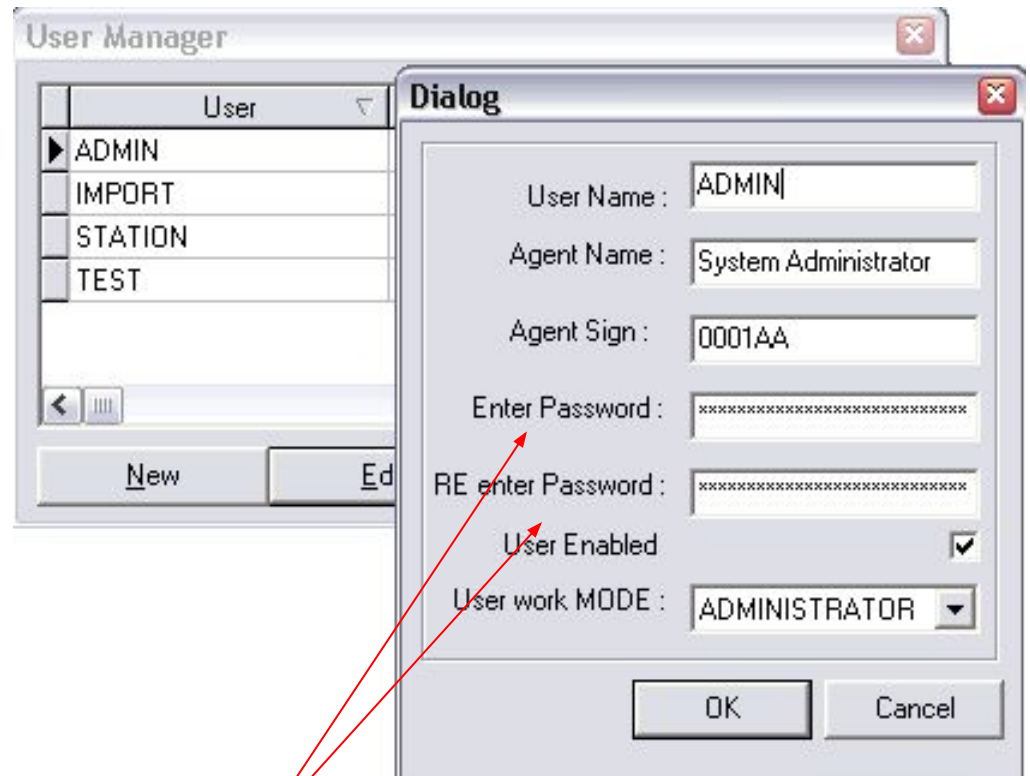 User Manager
User
ADMIN
IMPORT
STATION
TEST
New
Ed
Dialog
User Name :
ADMIN
Agent Name :
System Administrator
Agent Sign :
0001AA
Enter Password :
****************************
RE enter Password :
****************************
User Enabled
User work MODE :
ADMINISTRATOR
OK
Cancel